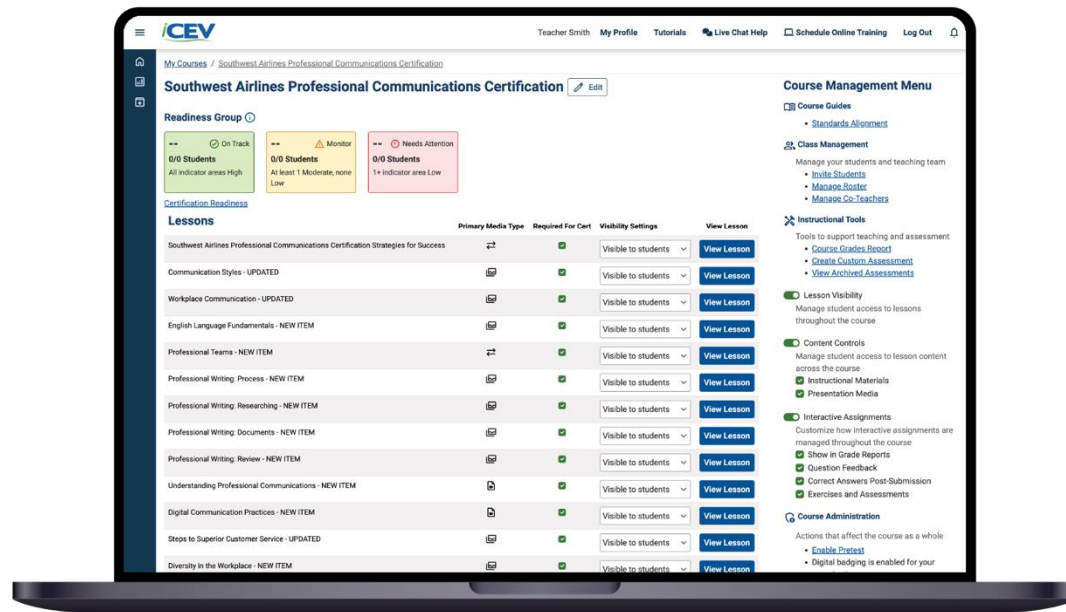 iCEV
Teacher Smith My Profile Tutorials Live Chat Help Schedule Online Training Log Out
My Courses / Southwest Airlines Professional Communications Certification
Southwest Airlines Professional Communications Certification Edit
Readiness Group
-- On Track
0/0 Students
All indicator areas High
-- Monitor
0/0 Students
At least 1 Moderate, none
Low
-- Needs Attention
0/0 Students
1+ indicator area Low
Certification Readiness
Lessons
Primary Media Type Required For Cert Visibility Settings View Lesson
Southwest Airlines Professional Communications Certification Strategies for Success Visible to students View Lesson
Communication Styles - UPDATED Visible to students View Lesson
Workplace Communication - UPDATED Visible to students View Lesson
English Language Fundamentals - NEW ITEM Visible to students View Lesson
Professional Teams - NEW ITEM Visible to students View Lesson
Professional Writing: Process - NEW ITEM Visible to students View Lesson
Professional Writing: Researching - NEW ITEM Visible to students View Lesson
Professional Writing: Documents - NEW ITEM Visible to students View Lesson
Professional Writing: Review - NEW ITEM Visible to students View Lesson
Understanding Professional Communications - NEW ITEM Visible to students View Lesson
Digital Communication Practices - NEW ITEM Visible to students View Lesson
Steps to Superior Customer Service - UPDATED Visible to students View Lesson
Diversity in the Workplace - NEW ITEM Visible to students View Lesson
Course Management Menu
Course Guides
• Standards Alignment
Class Management
Manage your students and teaching team
• Invite Students
• Manage Roster
• Manage Co-Teachers
Instructional Tools
Tools to support teaching and assessment
• Course Grades Report
• Create Custom Assessment
• View Archived Assessments
Lesson Visibility
Manage student access to lessons
throughout the course
Content Controls
Manage student access to lesson content
across the course
Instructional Materials
Presentation Media
Interactive Assignments
Customize how interactive assignments are
managed throughout the course
Show in Grade Reports
Question Feedback
Correct Answers Post-Submission
Exercises and Assessments
Course Administration
Actions that affect the course as a whole
• Enable Pretest
• Digital badging is enabled for your